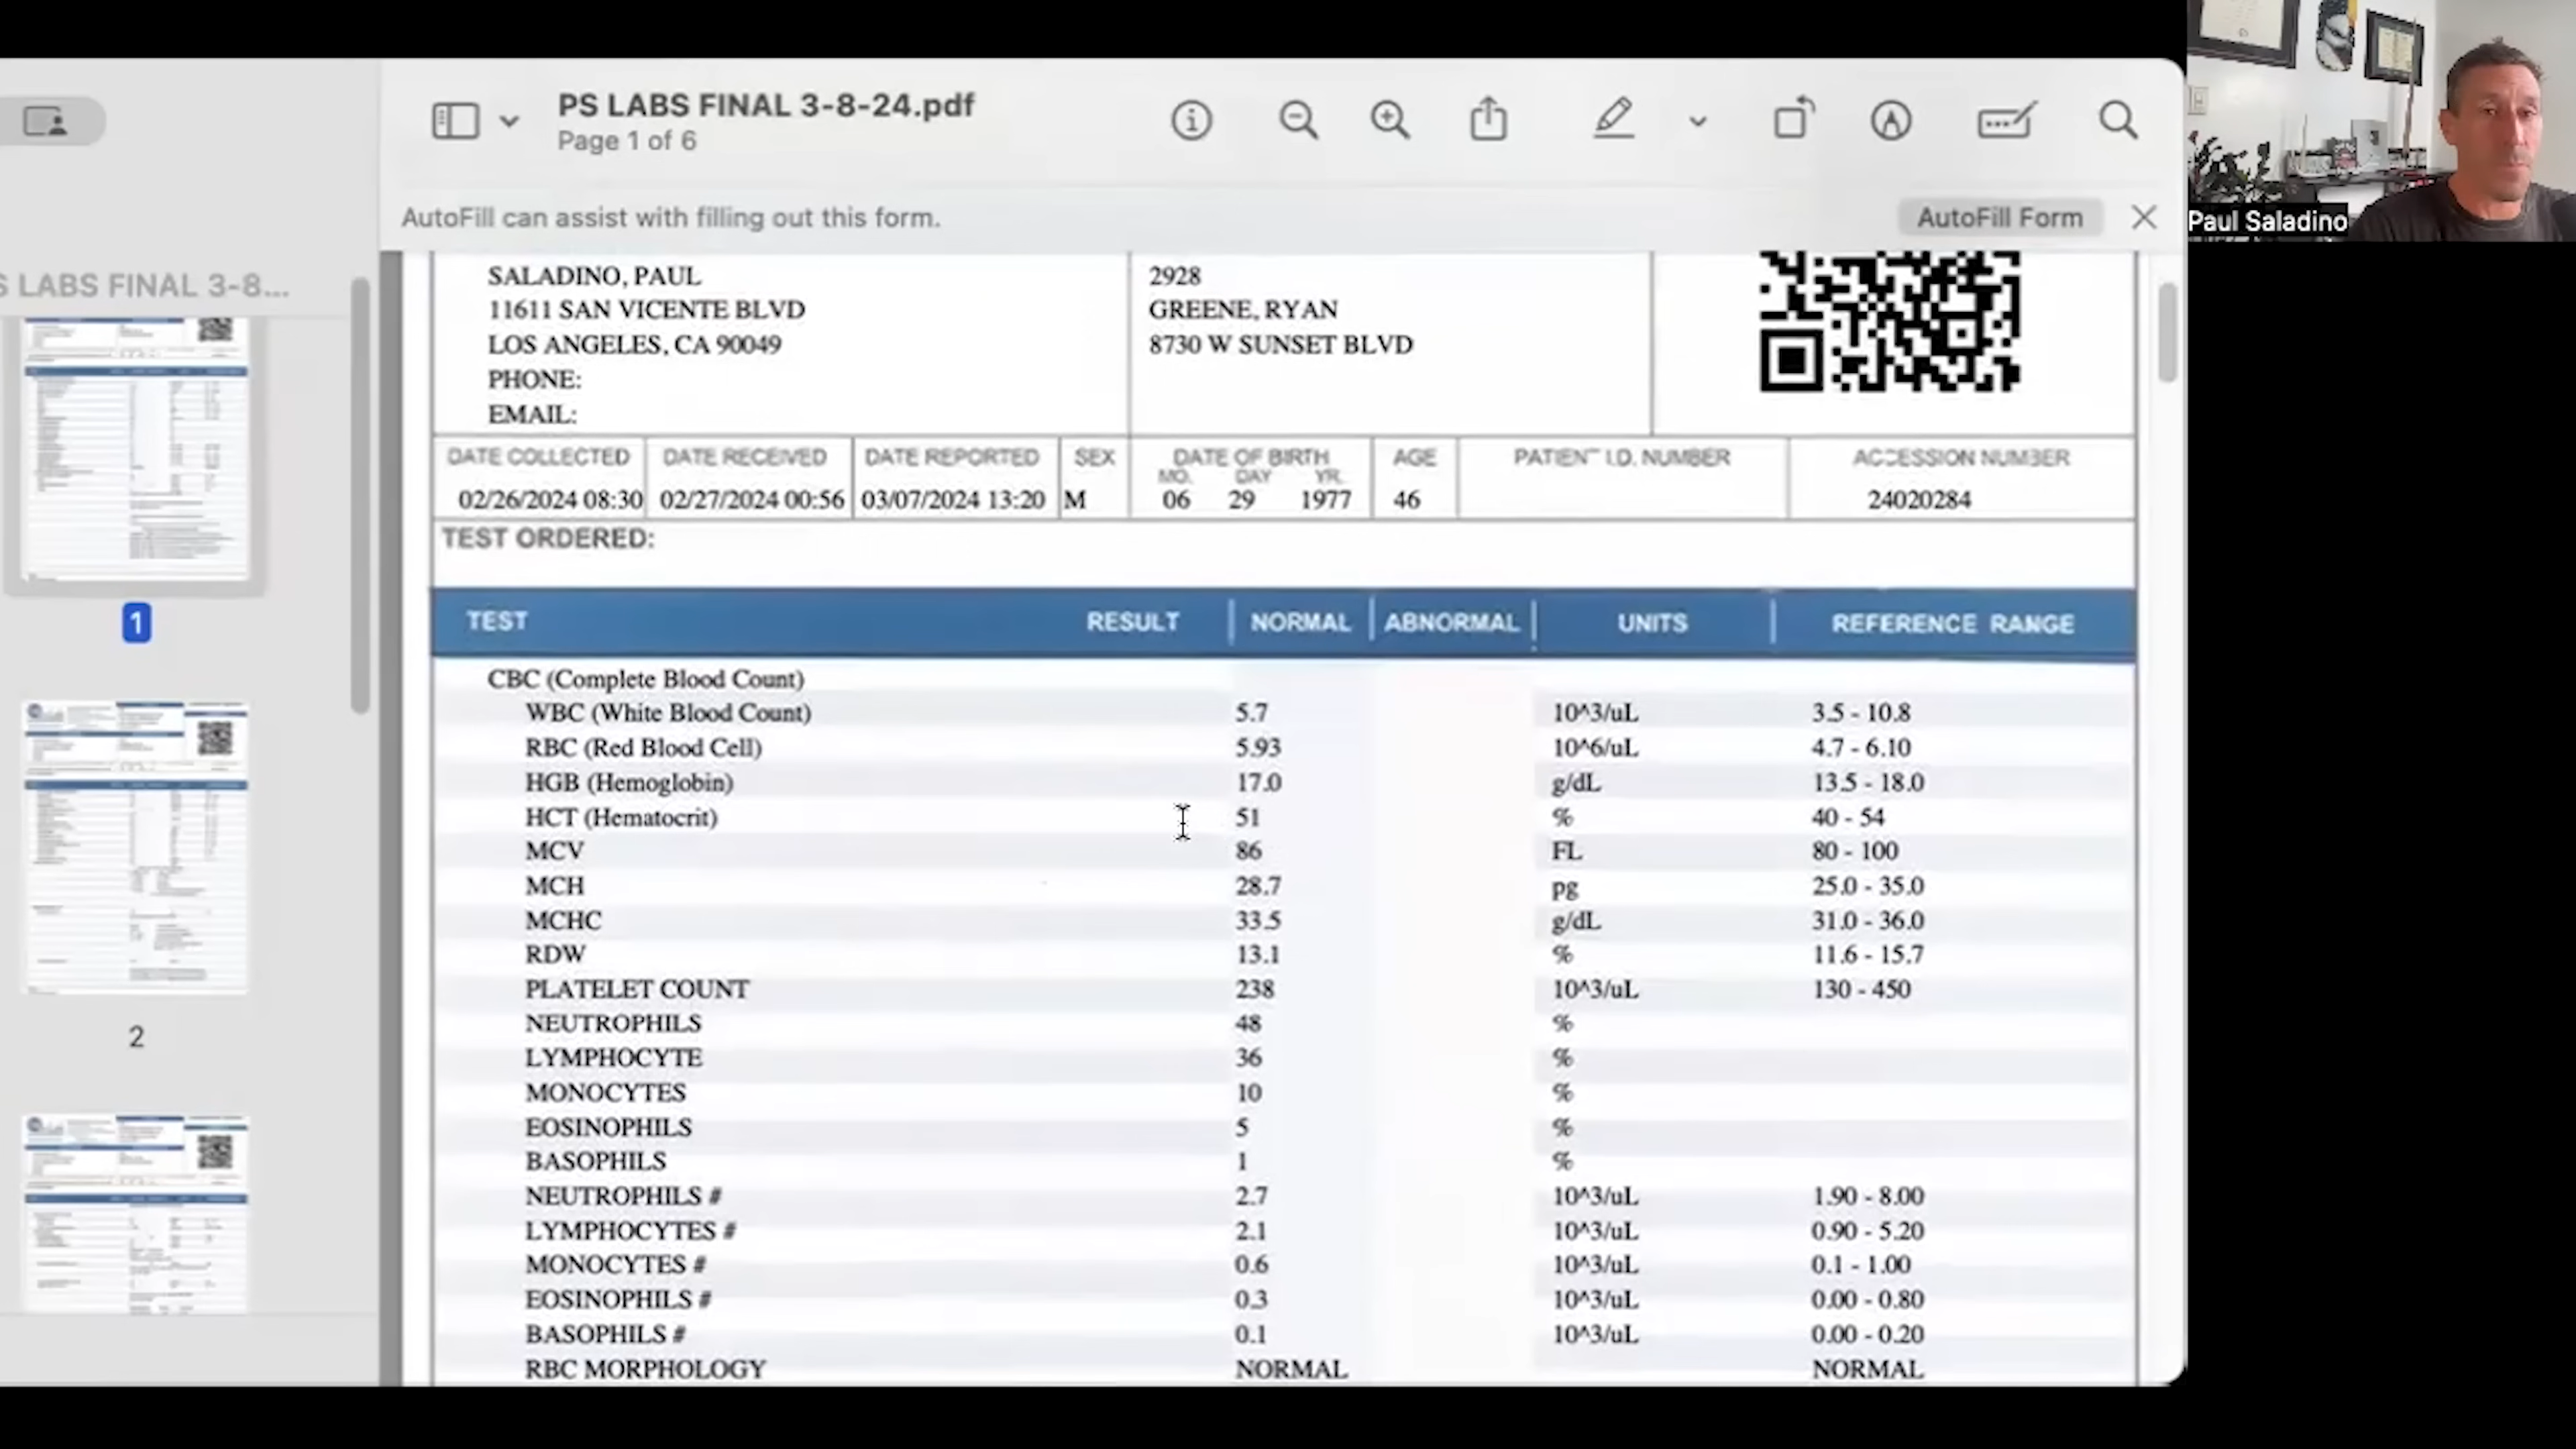 PS LABS FINAL 3-8-24.pdf
Page 1 of 6
Paul Saladino
AutoFill can assist with filling out this form.
AutoFill Form
S LABS FINAL 3-8...
1
2
SALADINO, PAUL
11611 SAN VICENTE BLVD
LOS ANGELES, CA 90049
PHONE:
EMAIL:
2928
GREENE, RYAN
8730 W SUNSET BLVD
DATE COLLECTED DATE RECEIVED DATE REPORTED SEX DATE OF BIRTH AGE PATIENT I.D. NUMBER ACCESSION NUMBER
MO. DAY YR.
02/26/2024 08:30 02/27/2024 00:56 03/07/2024 13:20 M 06 29 1977 46 24020284
TEST ORDERED:
TEST RESULT NORMAL ABNORMAL UNITS REFERENCE RANGE
CBC (Complete Blood Count)
WBC (White Blood Count) 5.7 10^3/uL 3.5 - 10.8
RBC (Red Blood Cell) 5.93 10^6/uL 4.7 - 6.10
HGB (Hemoglobin) 17.0 g/dL 13.5 - 18.0
HCT (Hematocrit) 51 % 40 - 54
MCV 86 FL 80 - 100
MCH 28.7 pg 25.0 - 35.0
MCHC 33.5 g/dL 31.0 - 36.0
RDW 13.1 % 11.6 - 15.7
PLATELET COUNT 238 10^3/uL 130 - 450
NEUTROPHILS 48 %
LYMPHOCYTE 36 %
MONOCYTES 10 %
EOSINOPHILS 5 %
BASOPHILS 1 %
NEUTROPHILS # 2.7 10^3/uL 1.90 - 8.00
LYMPHOCYTES # 2.1 10^3/uL 0.90 - 5.20
MONOCYTES # 0.6 10^3/uL 0.1 - 1.00
EOSINOPHILS # 0.3 10^3/uL 0.00 - 0.80
BASOPHILS # 0.1 10^3/uL 0.00 - 0.20
RBC MORPHOLOGY NORMAL NORMAL